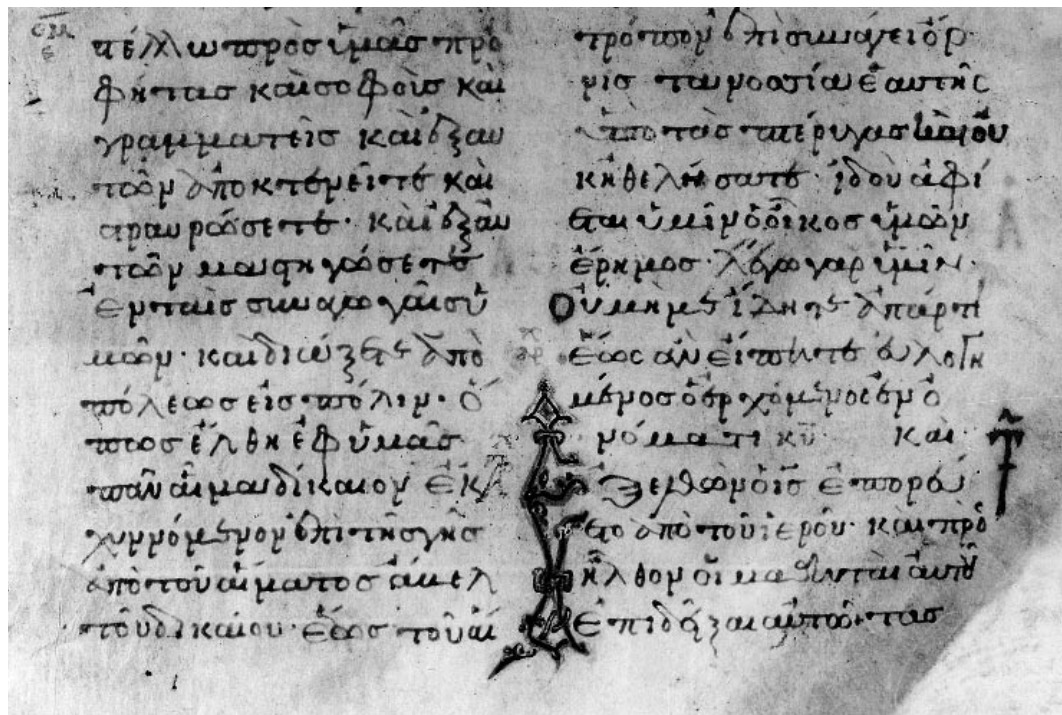 στέλλω πρὸς ὑμᾶς προ
φήτας καὶ σοφοὺς καὶ
γραμματεῖς καὶ ἐξ αὐ
τῶν ἀποκτενεῖτε καὶ
σταυρώσετε· καὶ ἐξ αὐ
τῶν μαστιγώσετε
ἐν ταῖς συναγωγαῖς ὑ
μῶν· καὶ διώξετε ἀπὸ
πόλεως εἰς πόλιν· ὅ
πως ἔλθη ἐφ ὑμᾶς
πᾶν αἷμα δίκαιον ἐκ
χυννόμενον ἐπὶ τῆς γῆς
ἀπὸ τοῦ αἵματος ἄβελ
τοῦ δικαίου· ἕως τοῦ αἵ
τρόπον ἐπισυνάγει ὄρ
νις τὰ νοσσία ἑαυτῆς
ὑπὸ τὰς πτέρυγας καὶ οὐ
κ ἠθελήσατε· ἰδοὺ ἀφί
εται ὑμῖν ὁ οἶκος ὑμῶν
ἔρημος· λέγω γὰρ ὑμῖν·
Οὐ μή με ἴδητε ἀπάρτι
ἕως ἂν εἴπητε εὐλογη
μένος ὁ ἐρχόμενος ἐν ὀ
νόματι κ̅υ̅ καὶ
ἐξελθὼν ὁ ι̅ς̅ ἐπορεύ
ετο ἀπὸ τοῦ ἱεροῦ· καὶ προ
ῆλθον οἱ μαθηταὶ αὐτοῦ
ἐπιδεῖξαι αὐτῶ τὰς